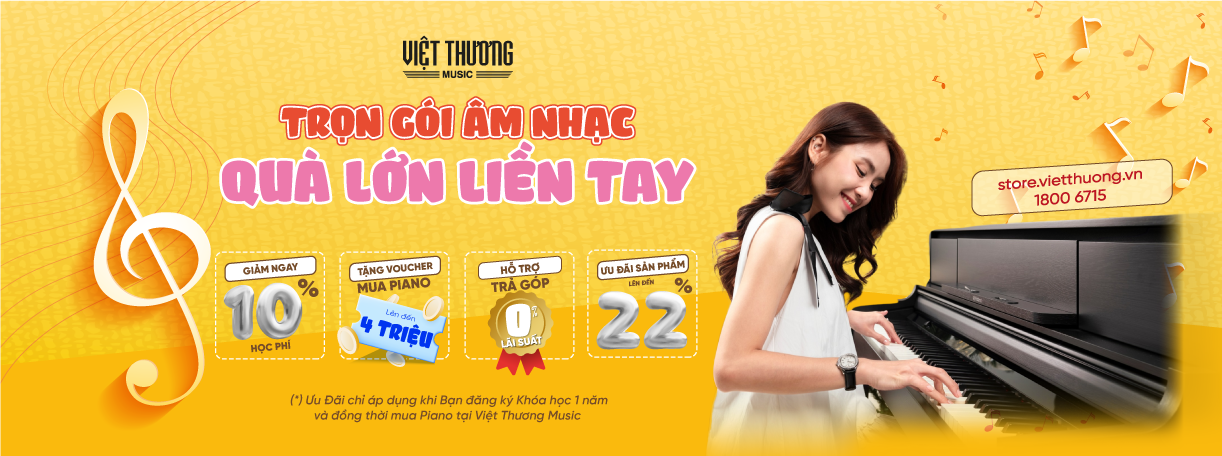 VIỆT THƯƠNG
MUSIC
TRỌN GÓI ÂM NHẠC
QUÀ LỚN LIỀN TAY
store.vietthuong.vn
1800 6715
GIẢM NGAY
10%
HỌC PHÍ
TẶNG VOUCHER
MUA PIANO
Lên đến
4 TRIỆU
HỖ TRỢ
TRẢ GÓP
0%
LÃI SUẤT
ƯU ĐÃI SẢN PHẨM
LÊN ĐẾN
22%
(*) Ưu Đãi chỉ áp dụng khi Bạn đăng ký Khóa học 1 năm
và đồng thời mua Piano tại Việt Thương Music